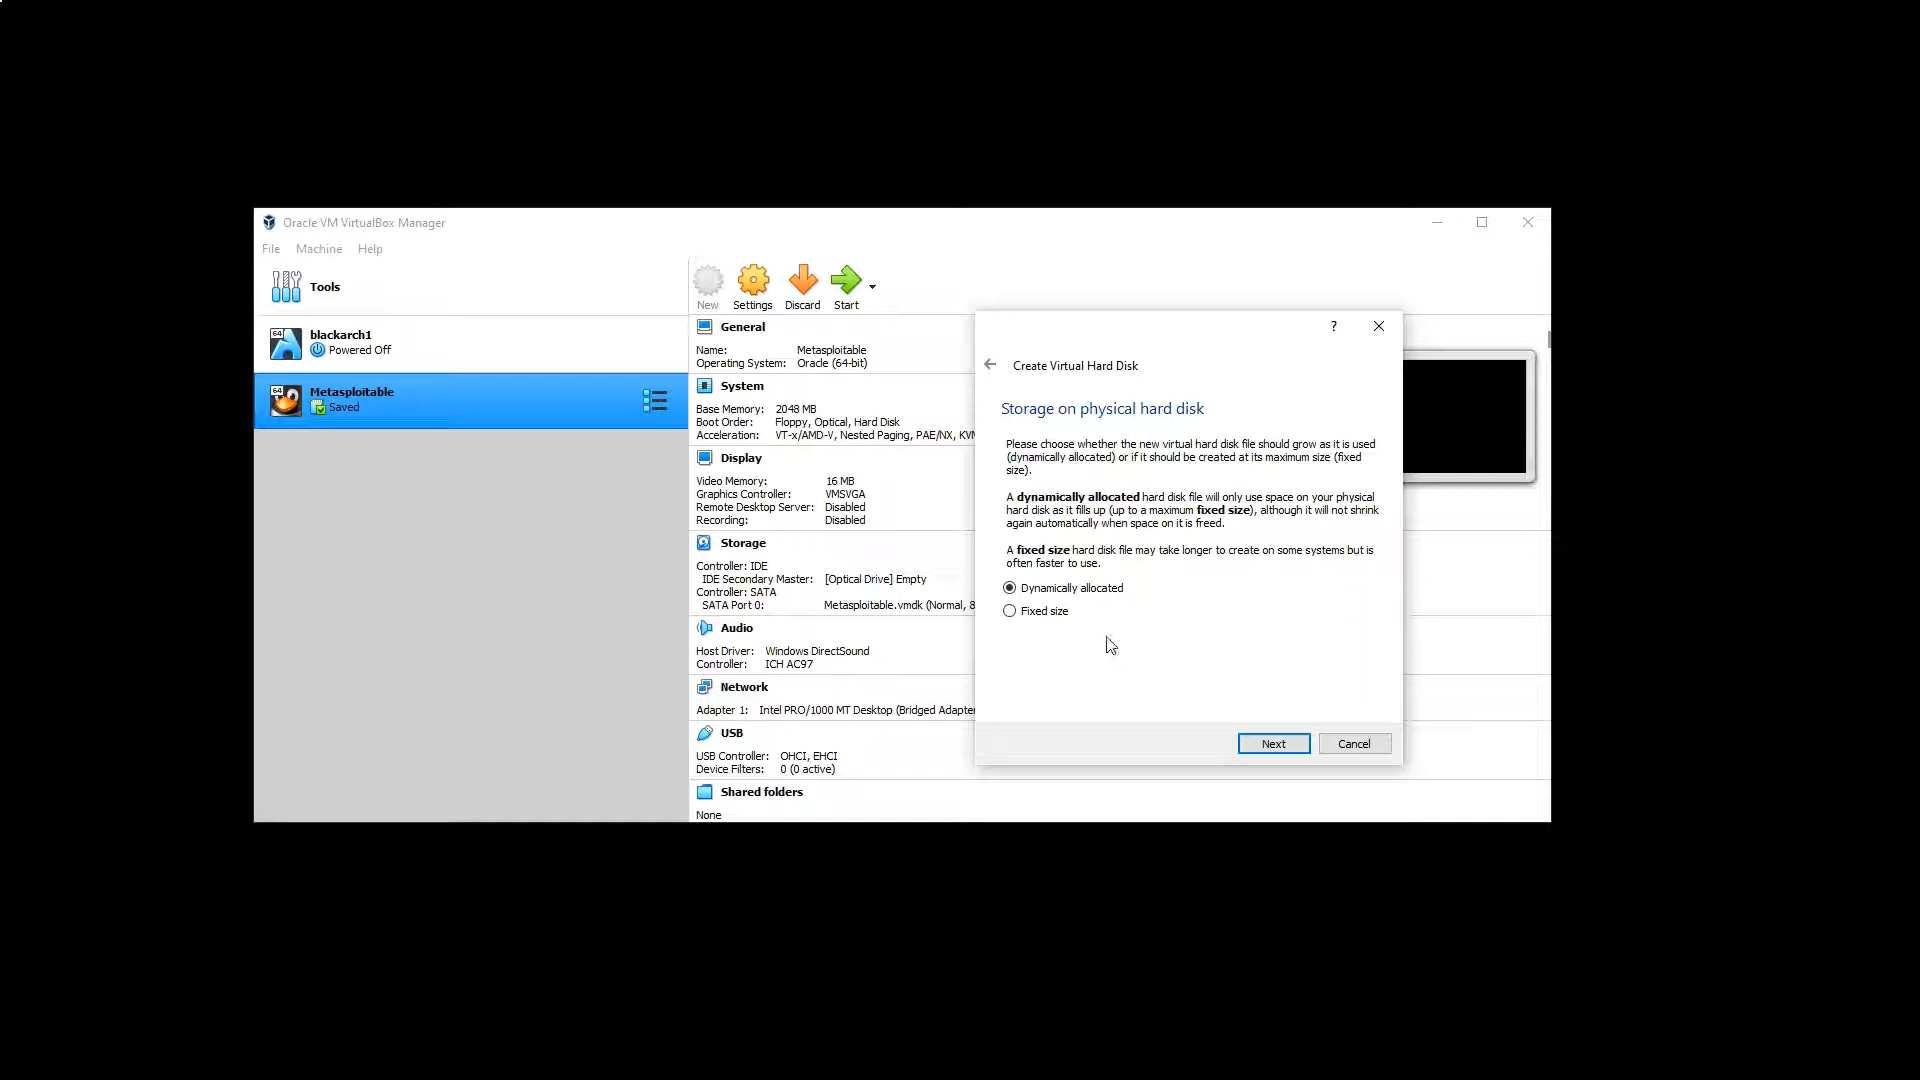 Oracle VM VirtualBox Manager
File Machine Help
Tools
64
blackarch1
Powered Off
64
Metasploitable
Saved
New Settings Discard Start
General
Name: Metasploitable
Operating System: Oracle (64-bit)
System
Base Memory: 2048 MB
Boot Order: Floppy, Optical, Hard Disk
Acceleration: VT-x/AMD-V, Nested Paging, PAE/NX,
Display
Video Memory: 16 MB
Graphics Controller: VMSVGA
Remote Desktop Server: Disabled
Recording: Disabled
Storage
Controller: IDE
IDE Secondary Master: [Optical Drive] Empty
Controller: SATA
SATA Port 0: Metasploitable.vmdk (Normal, 8
Audio
Host Driver: Windows DirectSound
Controller: ICH AC97
Network
Adapter 1: Intel PRO/1000 MT Desktop (Bridged Adapter
USB
USB Controller: OHCI, EHCI
Device Filters: 0 (0 active)
Shared folders
None
?
Create Virtual Hard Disk
Storage on physical hard disk
Please choose whether the new virtual hard disk file should grow as it is used
(dynamically allocated) or if it should be created at its maximum size (fixed
size).
A dynamically allocated hard disk file will only use space on your physical
hard disk as it fills up (up to a maximum fixed size), although it will not shrink
again automatically when space on it is freed.
A fixed size hard disk file may take longer to create on some systems but is
often faster to use.
Dynamically allocated
Fixed size
Next Cancel